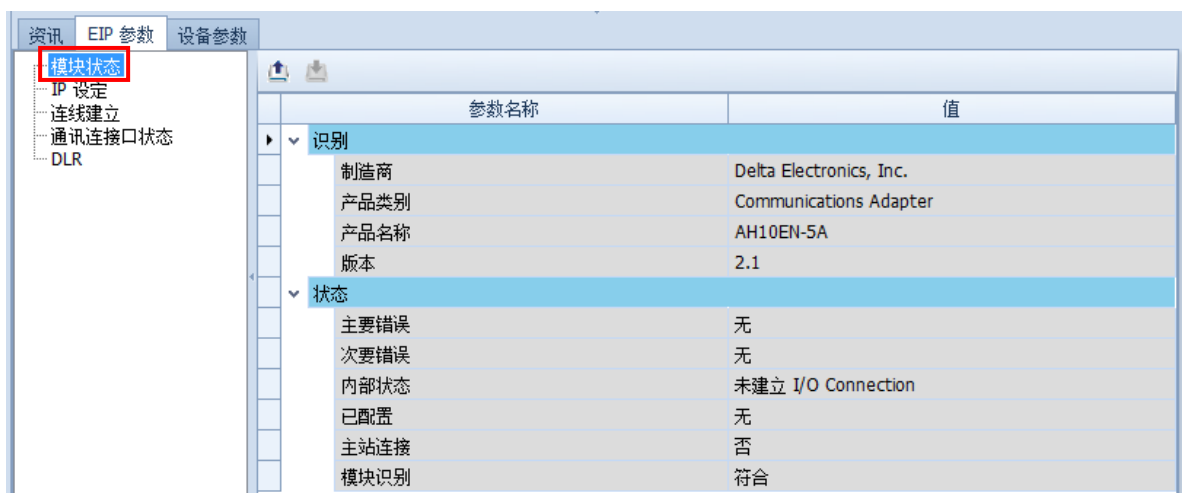 资讯 EIP 参数 设备参数
模块状态
IP 设定
连线建立
通讯连接口状态
DLR
参数名称 值
识别
制造商 Delta Electronics, Inc.
产品类别 Communications Adapter
产品名称 AH10EN-5A
版本 2.1
状态
主要错误 无
次要错误 无
内部状态 未建立 I/O Connection
已配置 无
主站连接 否
模块识别 符合